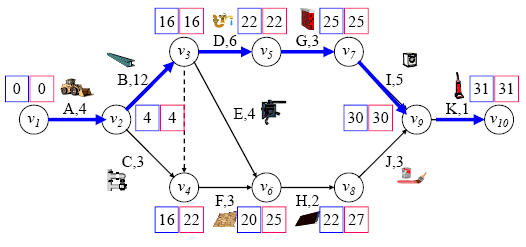 16 16
22 22
25 25
D,6
G,3
v3
v5
v7
B,12
I,5
0 0
31 31
A,4
E,4
K,1
v1
v2
4 4
30 30
v9
v10
C,3
J,3
v4
F,3
v6
H,2
v8
16 22
20 25
22 27